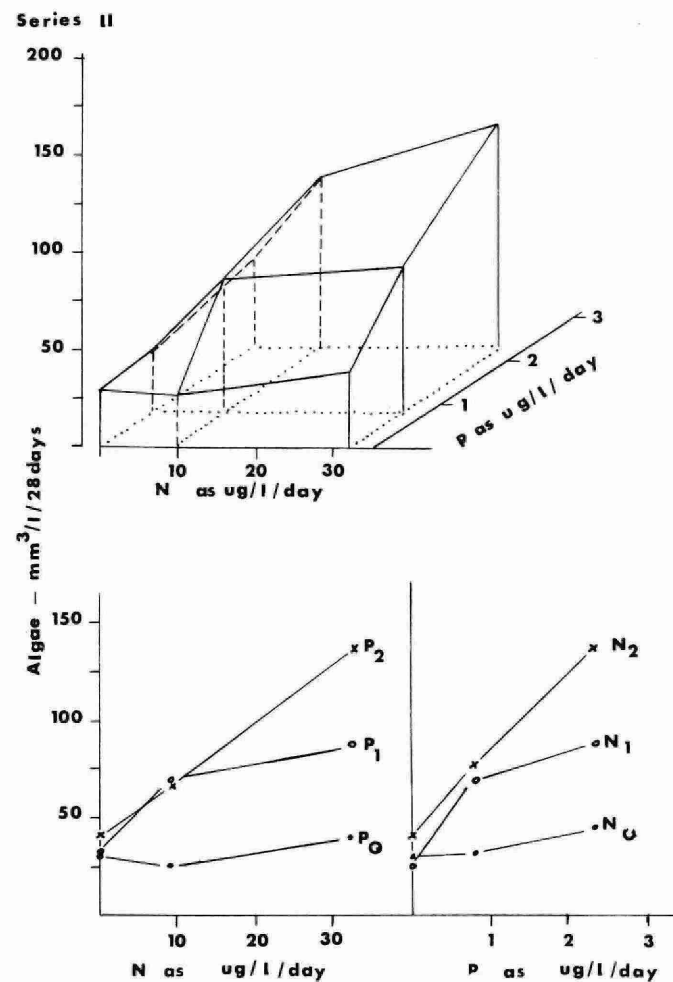 Series II
200
150
100
50
10 20 30
N as ug/l/day
1
2
3
P as ug/l/day
Algae – mm³/l/28days
150
100
50
P2
P1
P0
10 20 30
N as ug/l/day
N2
N1
N0
1 2 3
P as ug/l/day